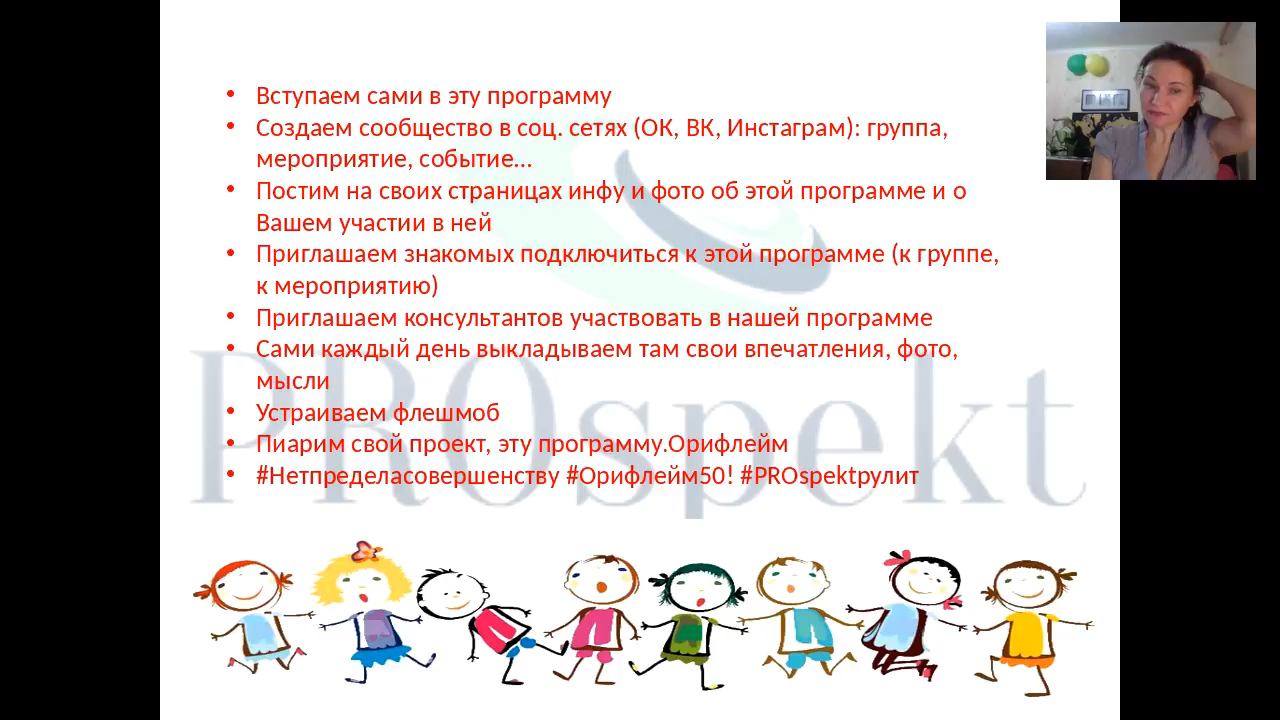 • Вступаем сами в эту программу
• Создаем сообщество в соц. сетях (ОК, ВК, Инстаграм): группа,
мероприятие, событие...
• Постим на своих страницах инфу и фото об этой программе и о
Вашем участии в ней
• Приглашаем знакомых подключиться к этой программе (к группе,
к мероприятию)
• Приглашаем консультантов участвовать в нашей программе
• Сами каждый день выкладываем там свои впечатления, фото,
мысли
• Устраиваем флешмоб
• Пиарим свой проект, эту программу.Орифлейм
• #Нетпределасовершенству #Орифлейм50! #PROspektрулит
PROspekt